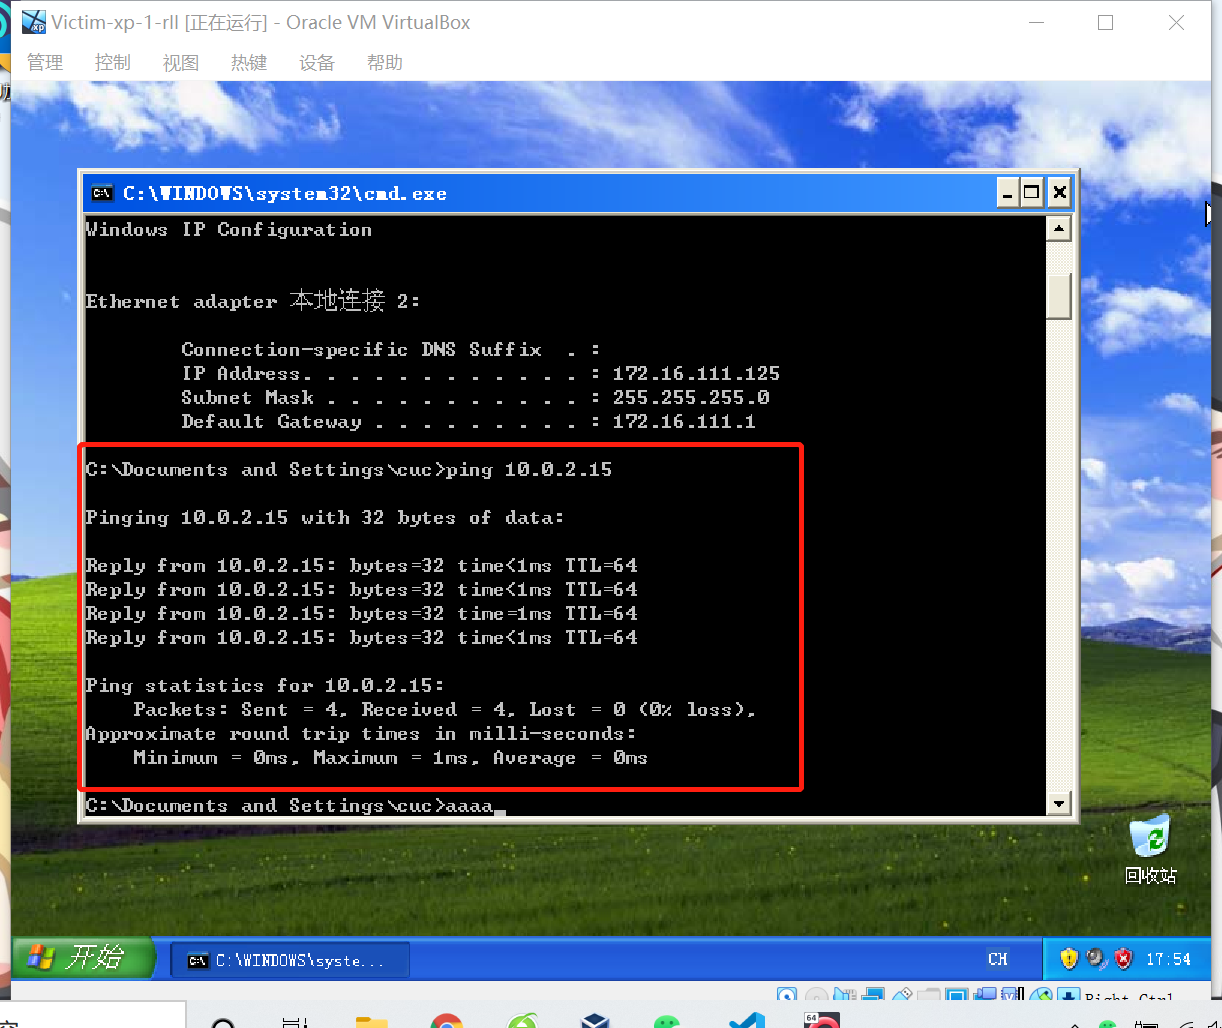 Victim-xp-1-rll [正在运行] - Oracle VM VirtualBox
管理 控制 视图 热键 设备 帮助
C:\WINDOWS\system32\cmd.exe
Windows IP Configuration
Ethernet adapter 本地连接 2:
Connection-specific DNS Suffix . :
IP Address. . . . . . . . . . . . : 172.16.111.125
Subnet Mask . . . . . . . . . . . : 255.255.255.0
Default Gateway . . . . . . . . . : 172.16.111.1
C:\Documents and Settings\cuc>ping 10.0.2.15
Pinging 10.0.2.15 with 32 bytes of data:
Reply from 10.0.2.15: bytes=32 time<1ms TTL=64
Reply from 10.0.2.15: bytes=32 time<1ms TTL=64
Reply from 10.0.2.15: bytes=32 time=1ms TTL=64
Reply from 10.0.2.15: bytes=32 time<1ms TTL=64
Ping statistics for 10.0.2.15:
Packets: Sent = 4, Received = 4, Lost = 0 (0% loss),
Approximate round trip times in milli-seconds:
Minimum = 0ms, Maximum = 1ms, Average = 0ms
C:\Documents and Settings\cuc>aaaa_
回收站
开始 C:\WINDOWS\syste... CH 17:54
Right Ctrl
64